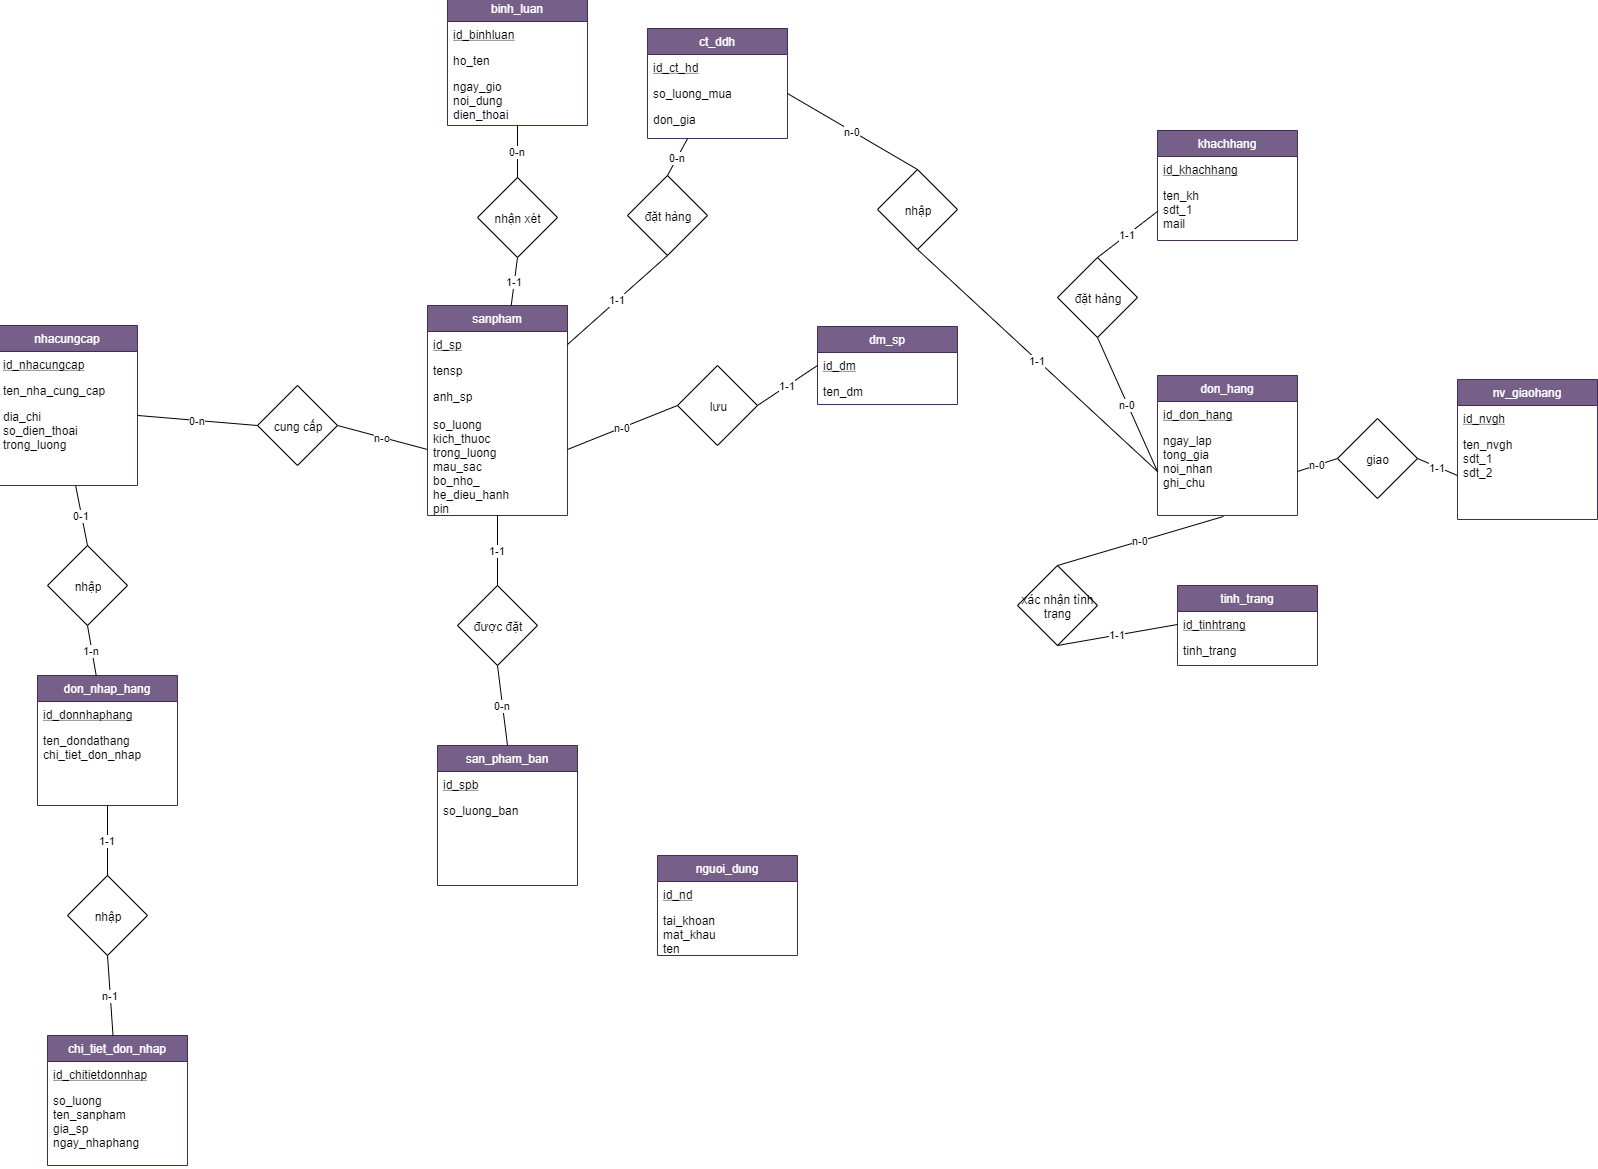 binh_luan
id_binhluan
ho_ten
ngay_gio
noi_dung
dien_thoai
0-n
nhận xét
1-1
ct_ddh
id_ct_hd
so_luong_mua
don_gia
0-n
đặt hàng
1-1
n-0
nhập
1-1
khachhang
id_khachhang
ten_kh
sdt_1
mail
1-1
đặt hàng
n-0
nhacungcap
id_nhacungcap
ten_nha_cung_cap
dia_chi
so_dien_thoai
trong_luong
0-n
cung cấp
n-o
sanpham
id_sp
tensp
anh_sp
so_luong
kich_thuoc
trong_luong
mau_sac
bo_nho_
he_dieu_hanh
pin
n-0
lưu
1-1
dm_sp
id_dm
ten_dm
don_hang
id_don_hang
ngay_lap
tong_gia
noi_nhan
ghi_chu
n-0
giao
1-1
nv_giaohang
id_nvgh
ten_nvgh
sdt_1
sdt_2
n-0
xác nhận tình
trạng
1-1
tinh_trang
id_tinhtrang
tinh_trang
0-1
nhập
1-n
don_nhap_hang
id_donnhaphang
ten_dondathang
chi_tiet_don_nhap
1-1
được đặt
0-n
san_pham_ban
id_spb
so_luong_ban
nguoi_dung
id_nd
tai_khoan
mat_khau
ten
1-1
nhập
n-1
chi_tiet_don_nhap
id_chitietdonnhap
so_luong
ten_sanpham
gia_sp
ngay_nhaphang